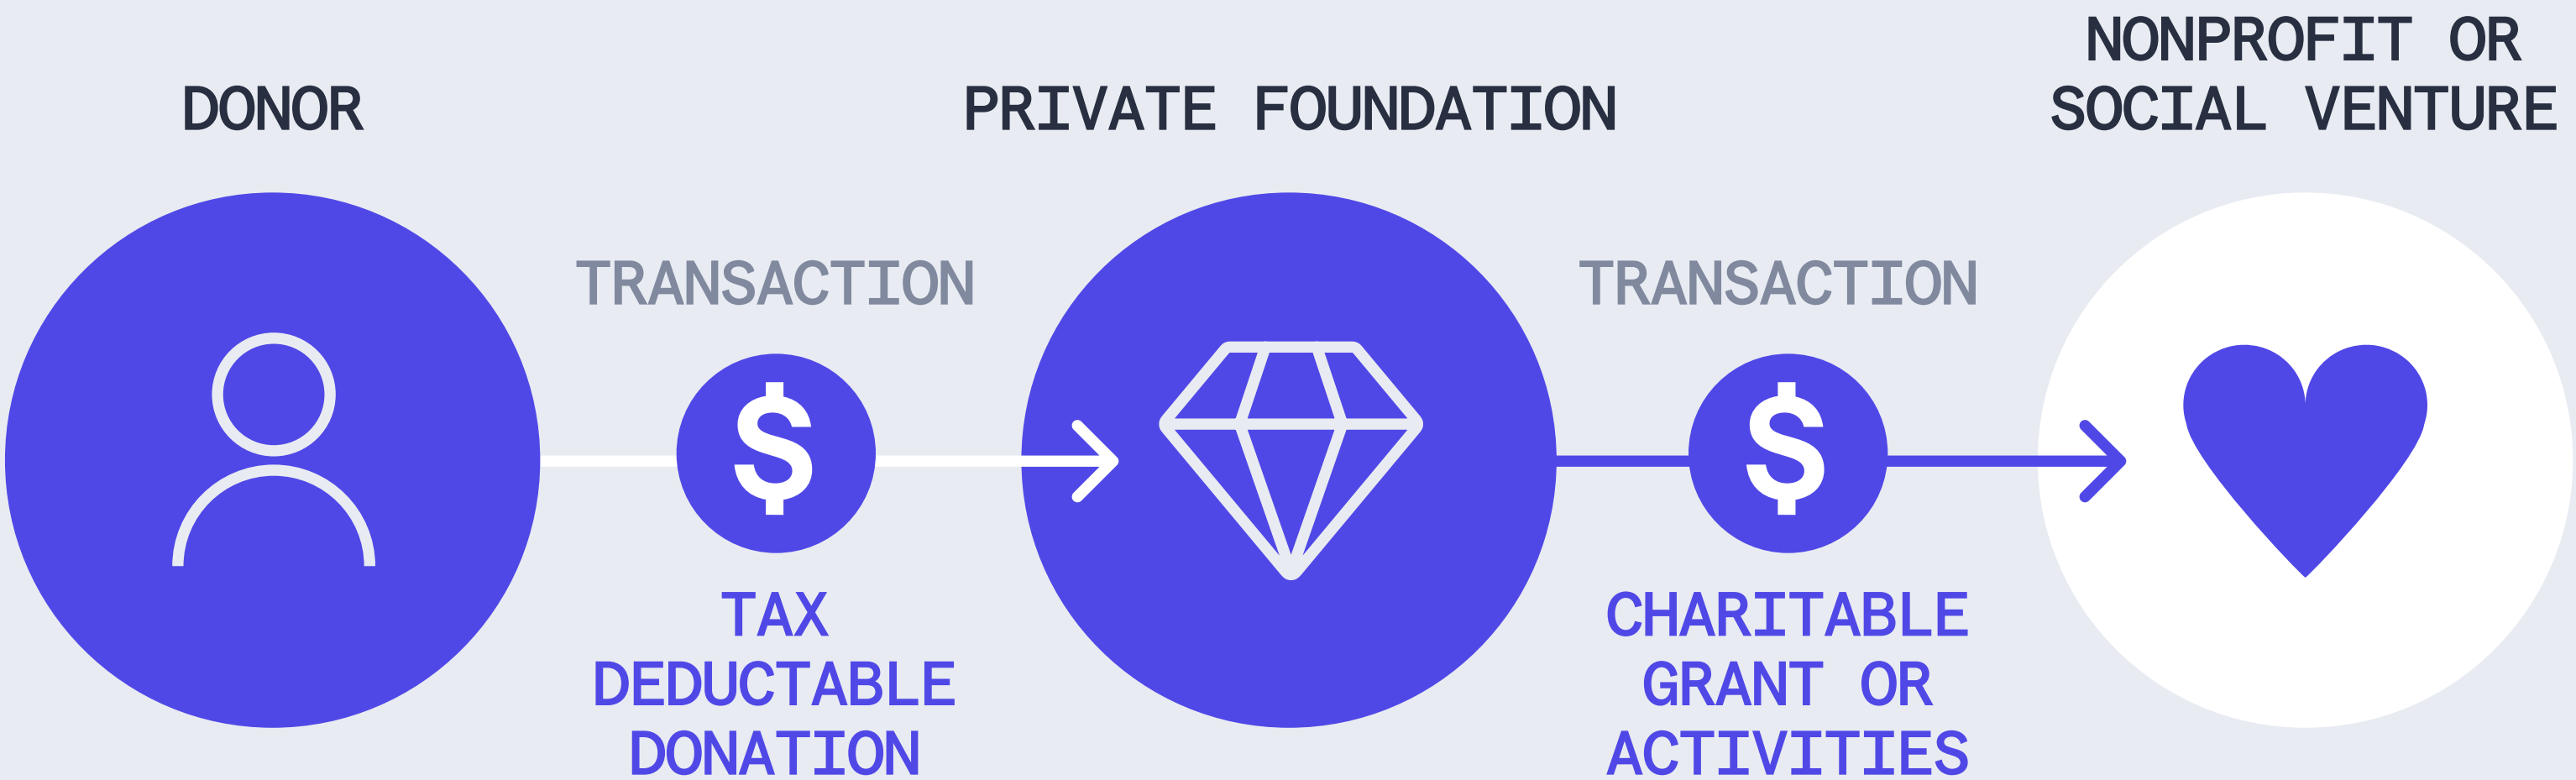 DONOR
PRIVATE FOUNDATION
NONPROFIT OR
SOCIAL VENTURE
TRANSACTION
$
TAX
DEDUCTABLE
DONATION
TRANSACTION
$
CHARITABLE
GRANT OR
ACTIVITIES